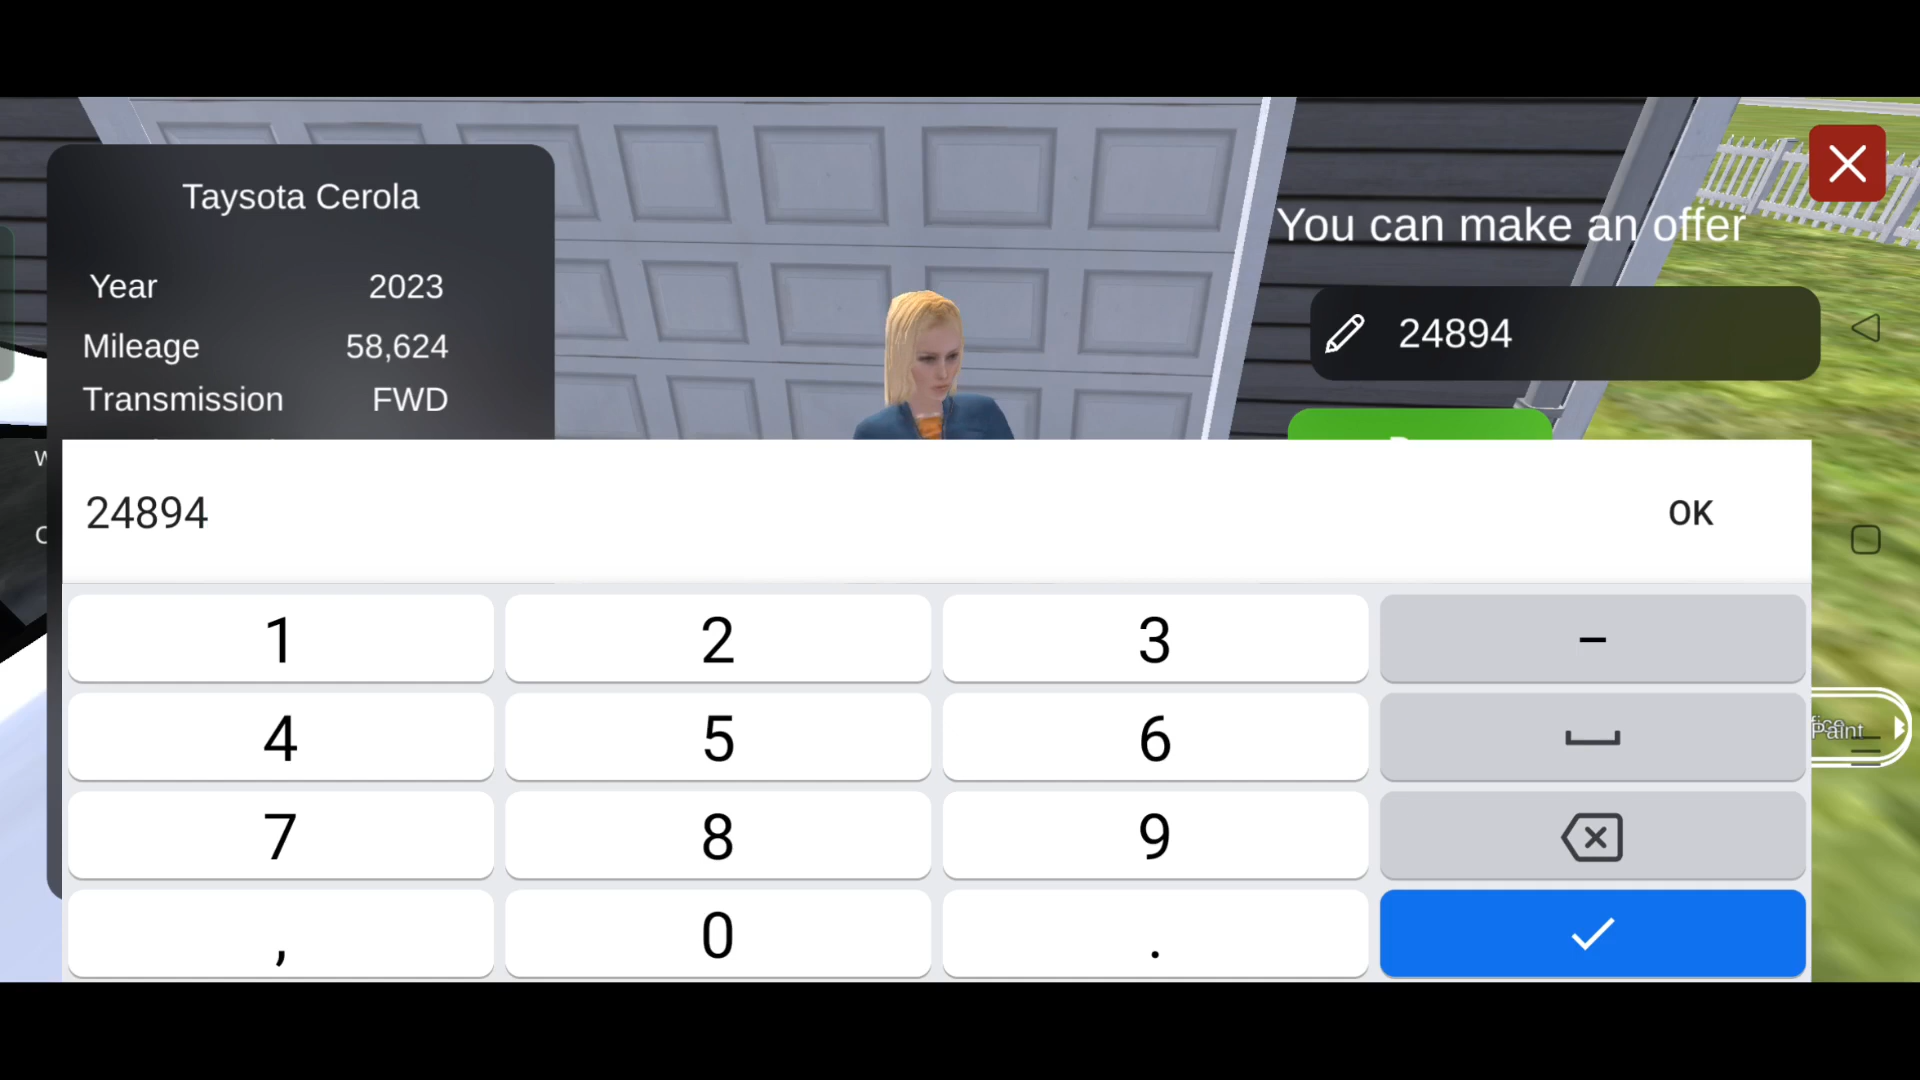 Taysota Cerola
Year 2023
Mileage 58,624
Transmission FWD
You can make an offer
24894
24894
OK
1 2 3 –
4 5 6
7 8 9
, 0 .
Paint